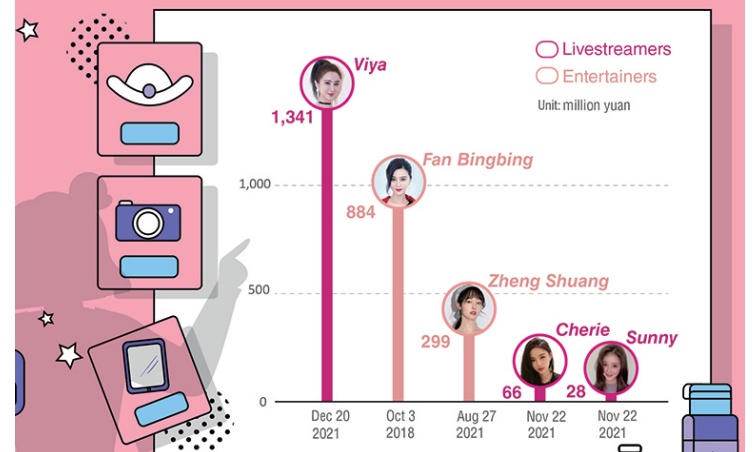 Livestreamers
Entertainers
Unit: million yuan
Viya
1,341
Fan Bingbing
1,000
884
Zheng Shuang
500
299
Cherie
Sunny
66
28
0
Dec 20
2021
Oct 3
2018
Aug 27
2021
Nov 22
2021
Nov 22
2021